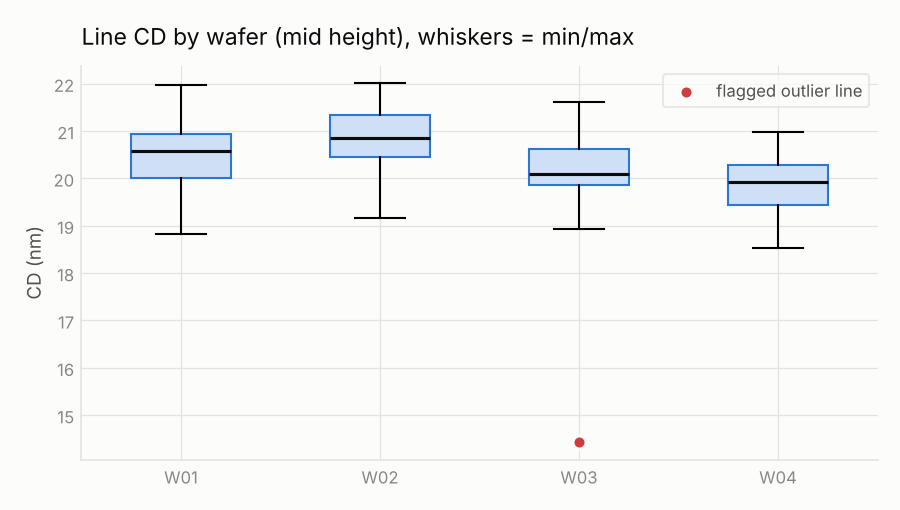 Line CD by wafer (mid height), whiskers = min/max
flagged outlier line
CD (nm)
22
21
20
19
18
17
16
15
W01
W02
W03
W04